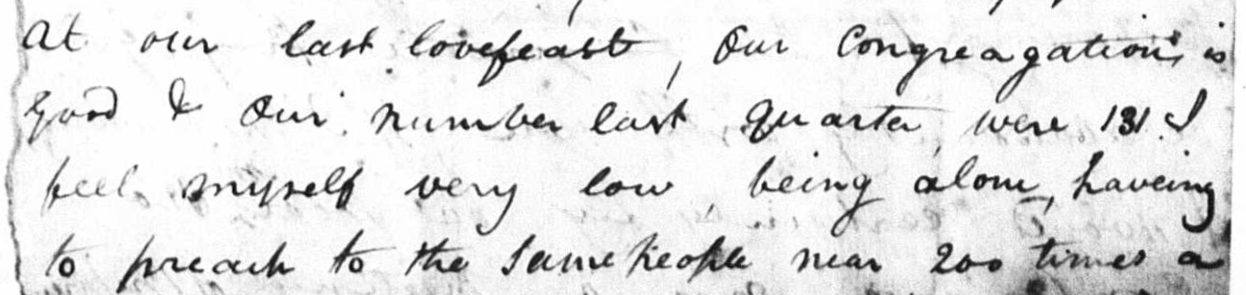 at our last lovefeast, our Congreagation is
good & our number last quarter were 131 I
feel myself very low, being alone, haveing
to preach to the same people near 200 times a